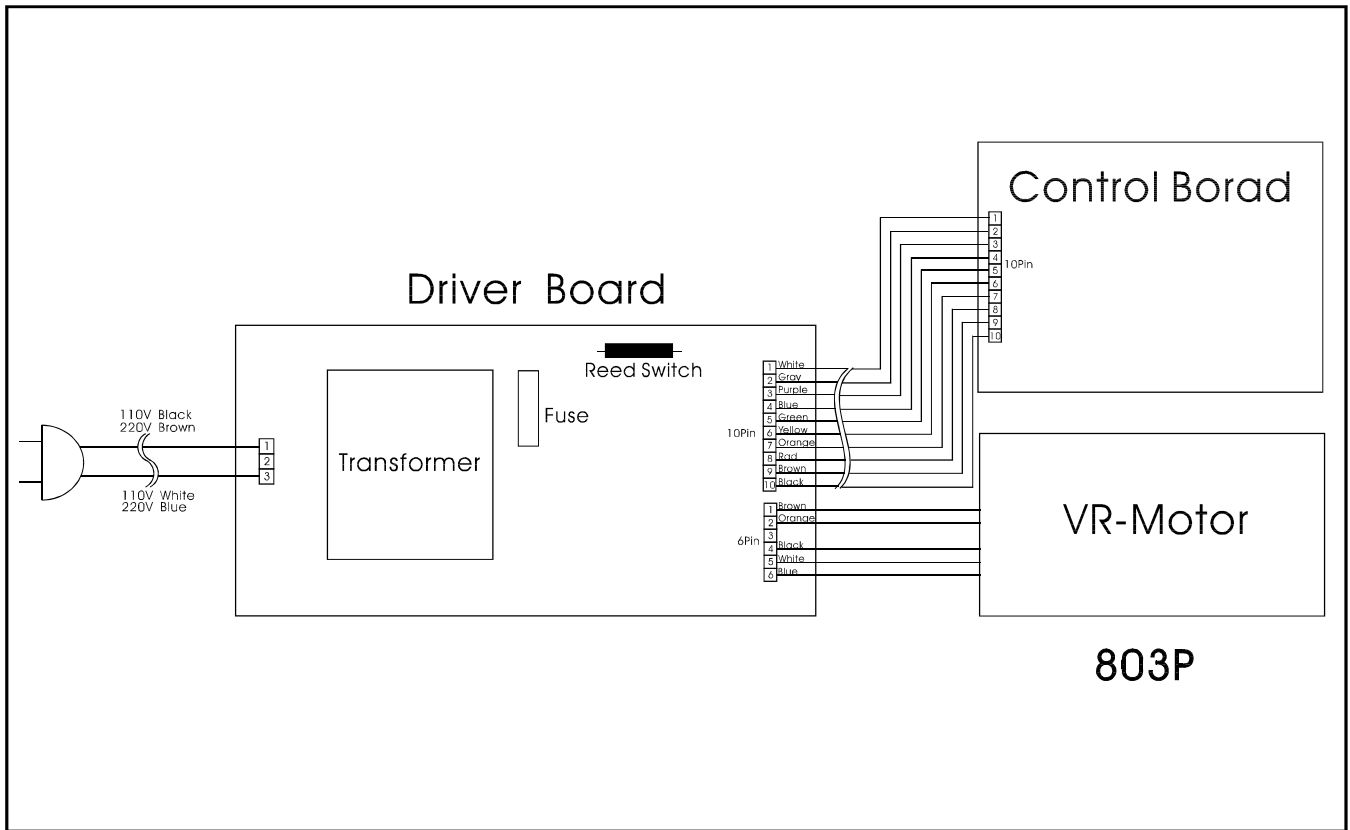 Control Borad
1
2
3
4
5
6
7
8
9
10
10Pin
Driver Board
Reed Switch
Fuse
Transformer
110V Black
220V Brown
110V White
220V Blue
1
2
3
10Pin
1 White
2 Gray
3 Purple
4 Blue
5 Green
6 Yellow
7 Orange
8 Rad
9 Brown
10 Black
6Pin
1 Brown
2 Orange
3
4 Black
5 White
6 Blue
VR-Motor
803P